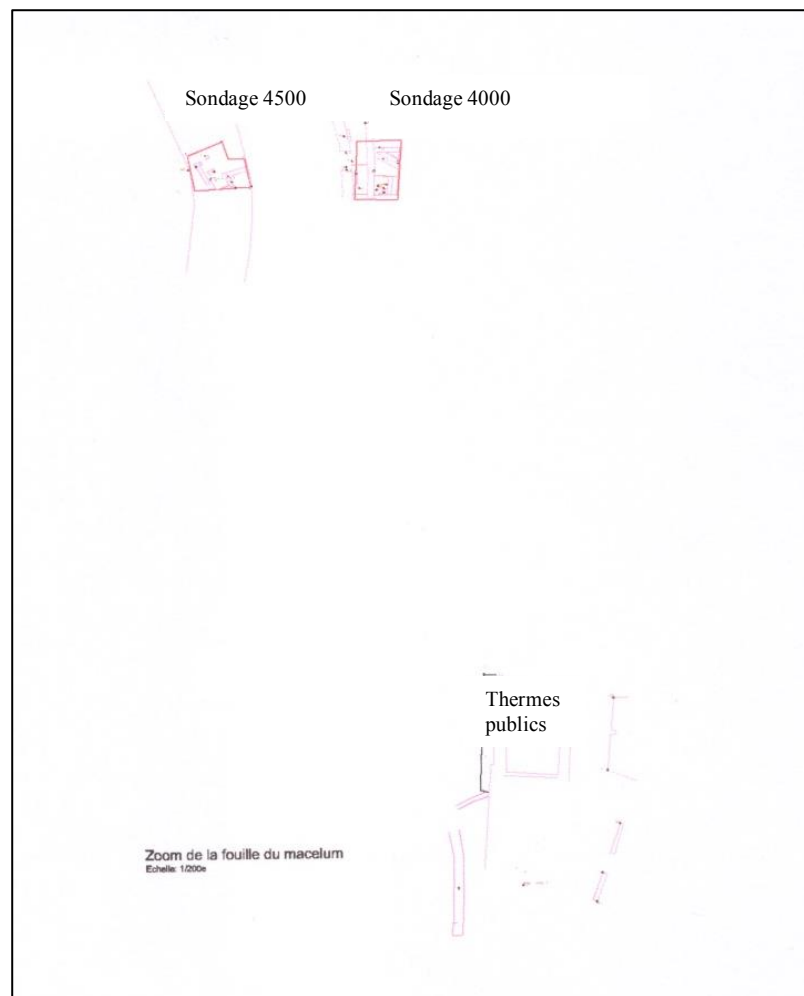 Sondage 4500
Sondage 4000
Thermes
publics
Zoom de la fouille du macelum
Echelle: 1/200e